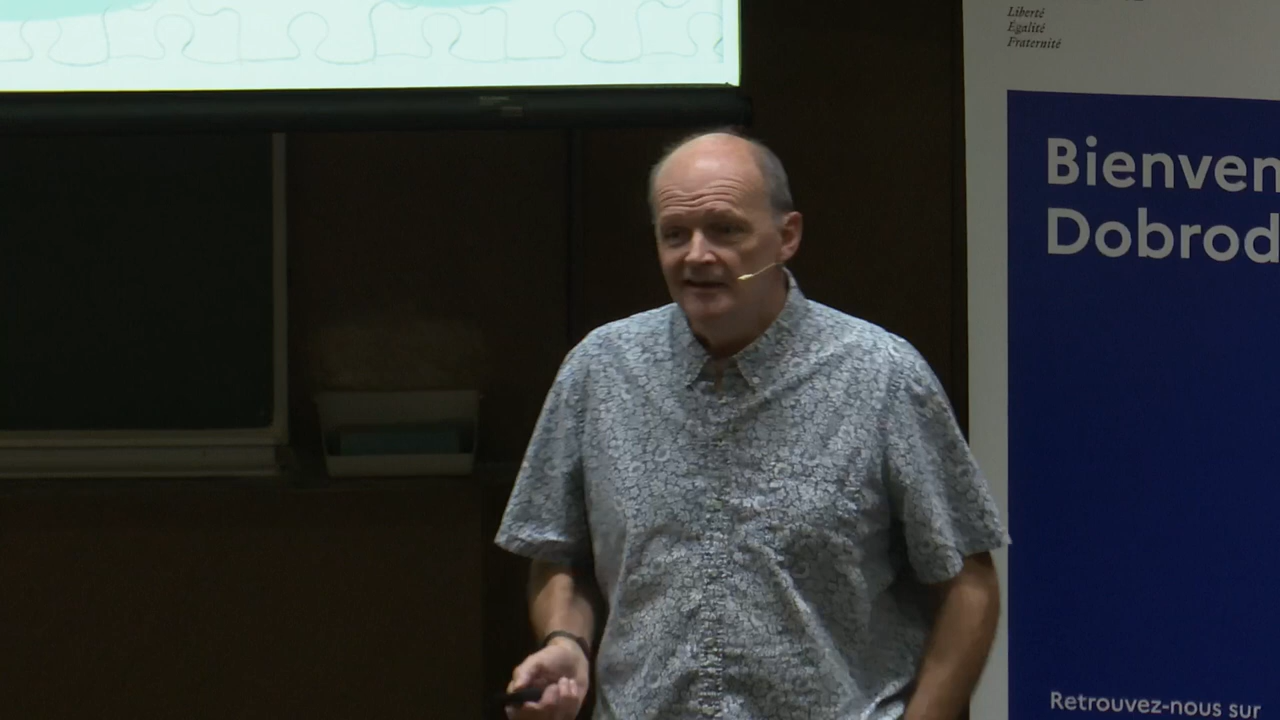 Liberté
Égalité
Fraternité
Bienven
Dobrod
Retrouvez-nous sur